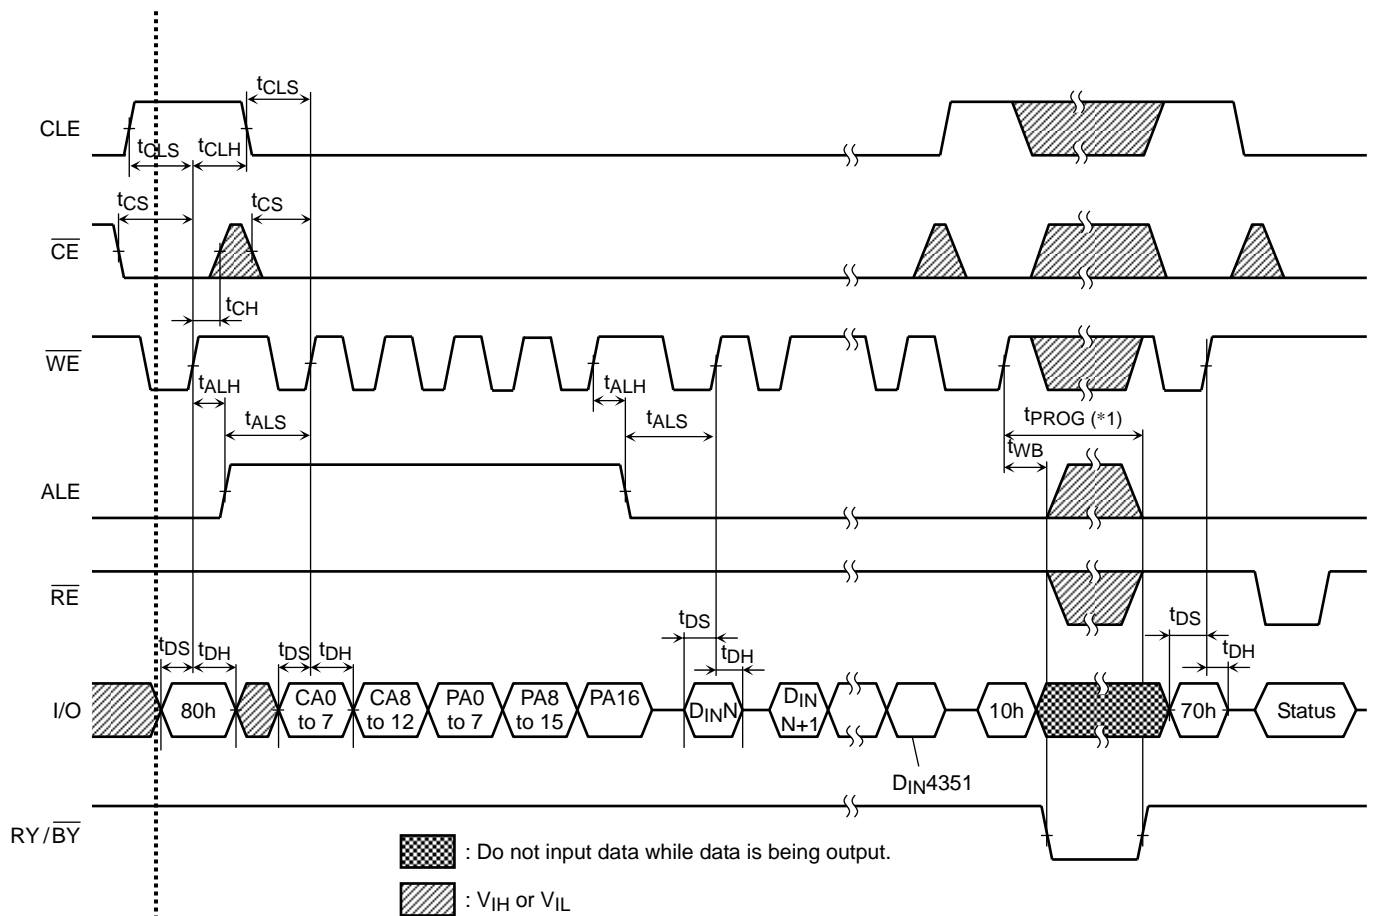 tCLS
CLE
tCLS tCLH
tCS tCS
CE
tCH
WE
tALH tALH
tALS tALS tPROG (*1)
tWB
ALE
RE
tDS tDH tDS tDH tDS tDH tDS tDH
I/O
80h
CA0 to 7
CA8 to 12
PA0 to 7
PA8 to 15
PA16
DINN
DIN N+1
10h
70h
Status
DIN4351
RY/BY
: Do not input data while data is being output.
: VIH or VIL